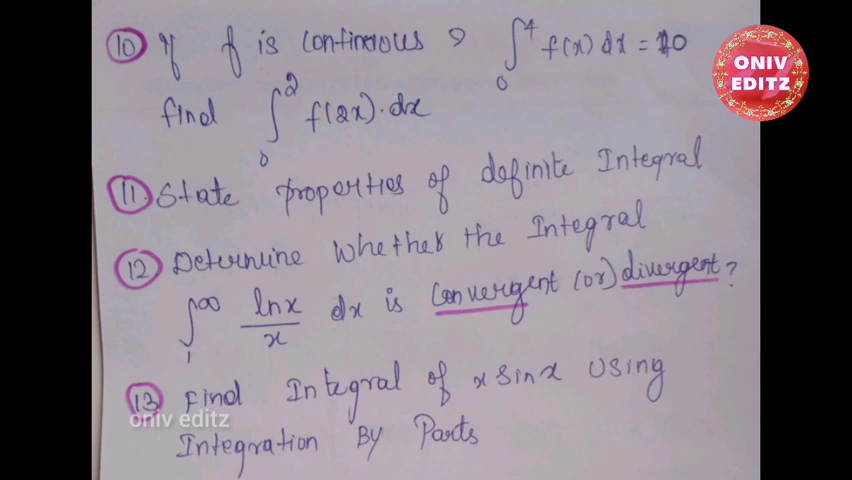 10 If f is continuous & ∫₀⁴ f(x) dx = 10
find ∫₀² f(2x).dx
11. State properties of definite Integral
12 Determine whether the Integral
∫₁^∞ lnx/x dx is convergent (or) divergent?
13 Find Integral of x sinx using
Integration By Parts
ONIV
EDITZ
oniv editz